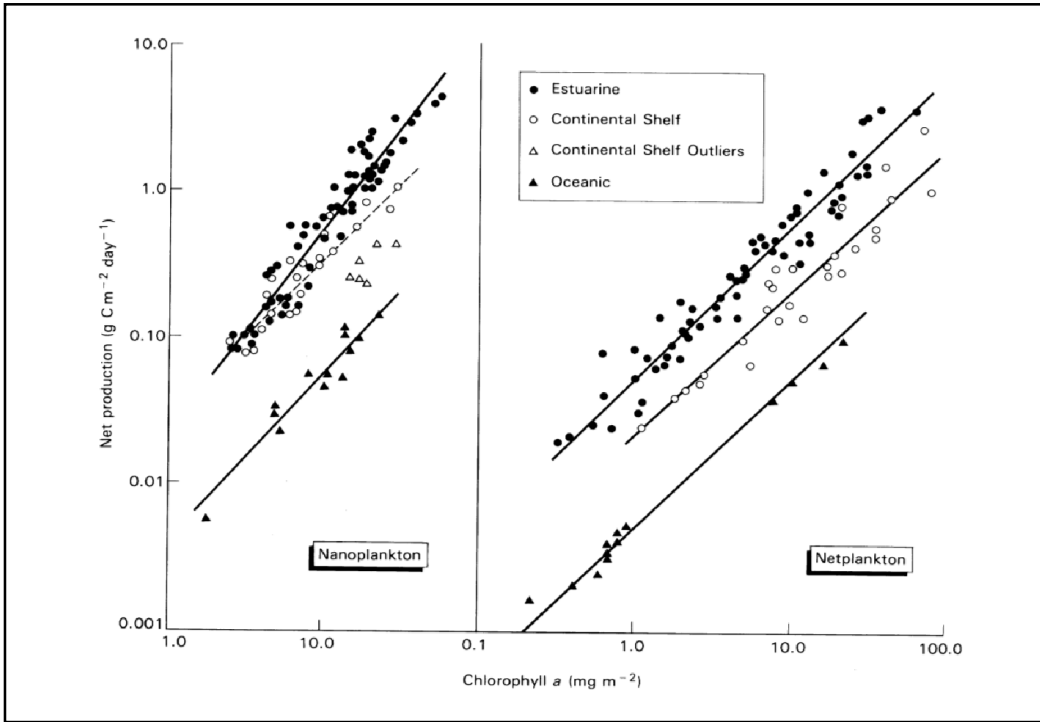 10.0
1.0
0.10
0.01
0.001
Net production (g Cm⁻² day⁻¹)
Estuarine
Continental Shelf
Continental Shelf Outliers
Oceanic
Nanoplankton
Netplankton
1.0 10.0 0.1 1.0 10.0 100.0
Chlorophyll a (mg m⁻²)